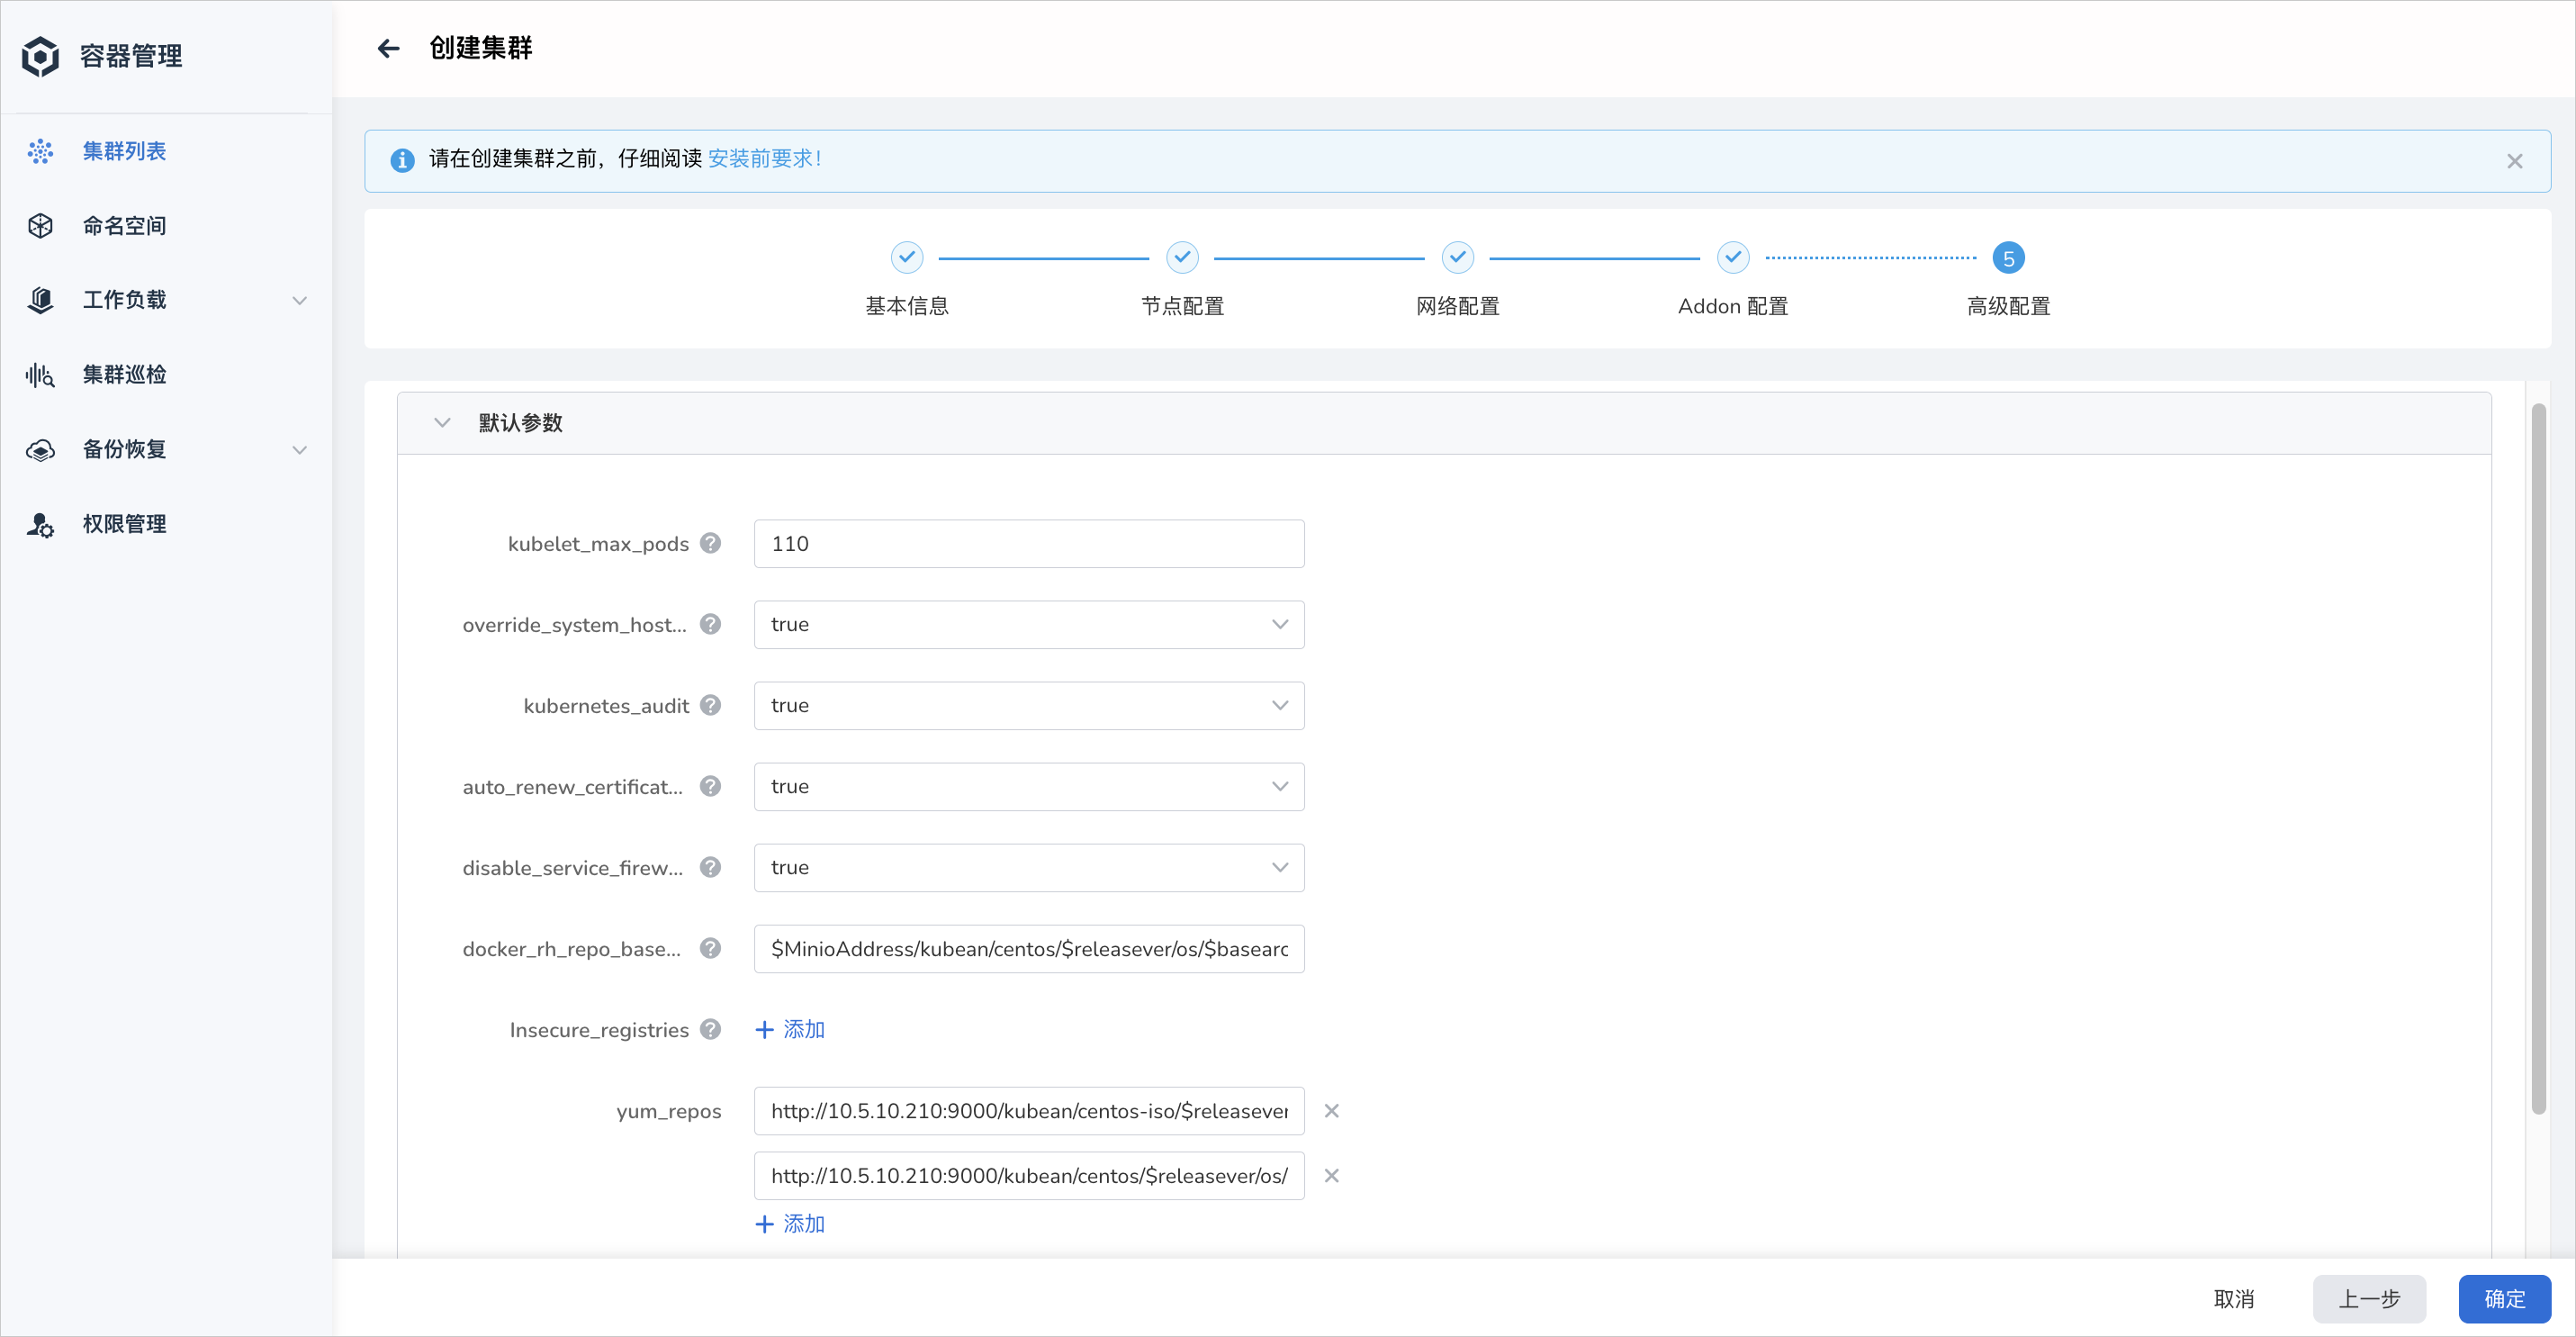 容器管理
集群列表
命名空间
工作负载
集群巡检
备份恢复
权限管理
创建集群
请在创建集群之前，仔细阅读 安装前要求！
基本信息
节点配置
网络配置
Addon 配置
5
高级配置
默认参数
kubelet_max_pods
110
override_system_host...
true
kubernetes_audit
true
auto_renew_certificat...
true
disable_service_firew...
true
docker_rh_repo_base...
$MinioAddress/kubean/centos/$releasever/os/$basearc
Insecure_registries
添加
yum_repos
http://10.5.10.210:9000/kubean/centos-iso/$releasever
http://10.5.10.210:9000/kubean/centos/$releasever/os/
添加
取消
上一步
确定